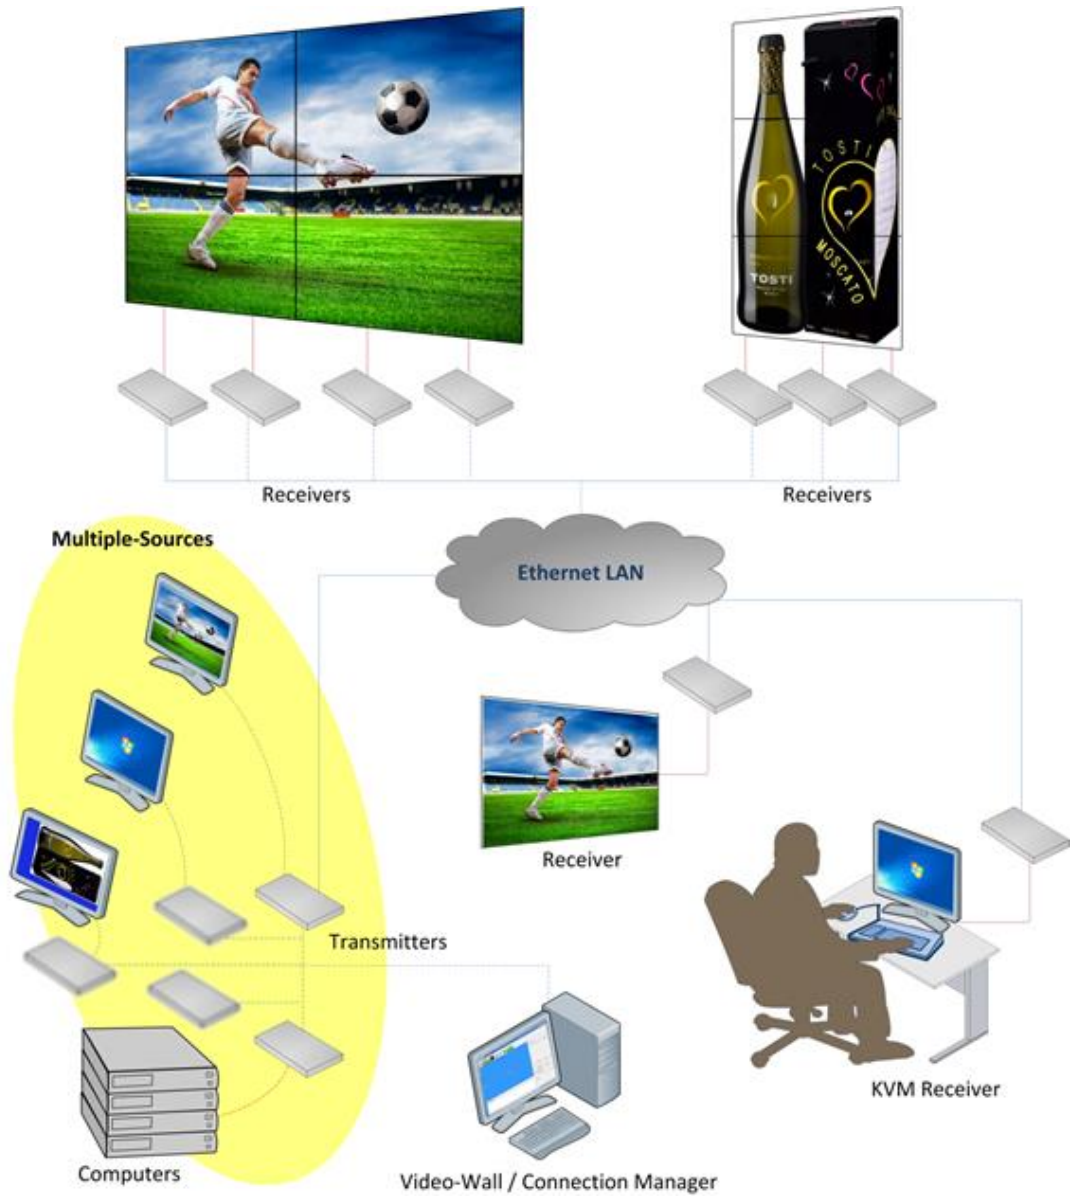 TOSTI
MOSCATO
TOSTI
Receivers
Receivers
Multiple-Sources
Ethernet LAN
Receiver
Transmitters
KVM Receiver
Computers
Video-Wall / Connection Manager